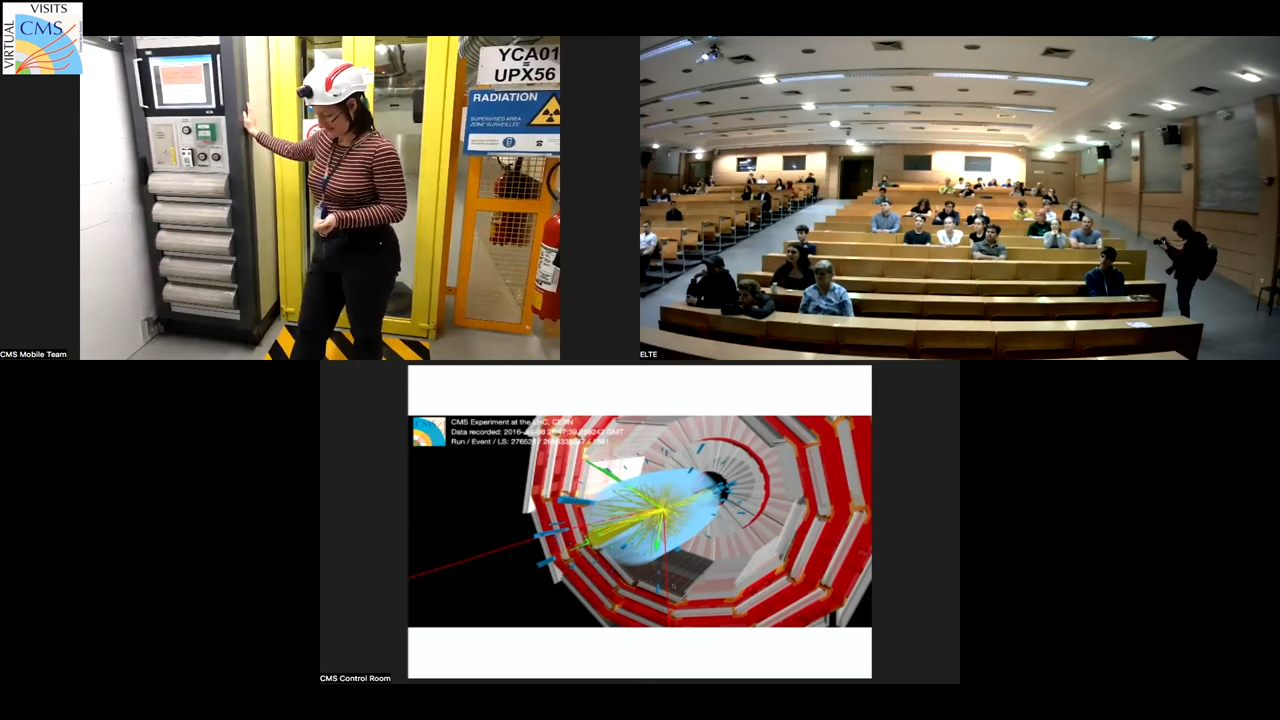 VISITS
VIRTUAL
CMS
YCA01
=
UPX56
RADIATION
SUPERVISED AREA
ZONE SURVEILLÉE
CMS Mobile Team
ELTE
CMS Experiment at the LHC, CERN
Data recorded: 2016
GMT
Run / Event / LS:
CMS Control Room